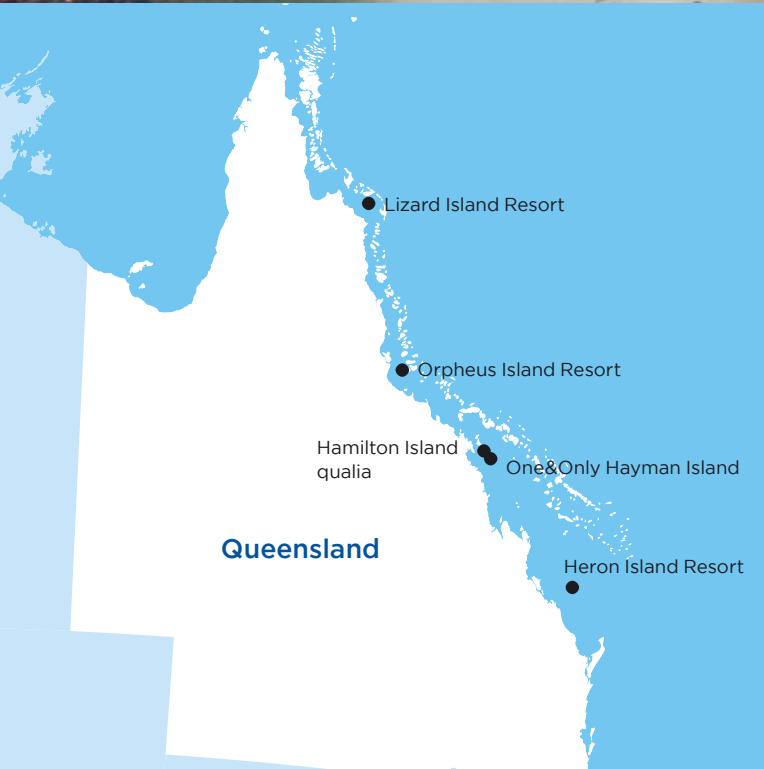 Lizard Island Resort
Orpheus Island Resort
Hamilton Island
qualia
One&Only Hayman Island
Queensland
Heron Island Resort